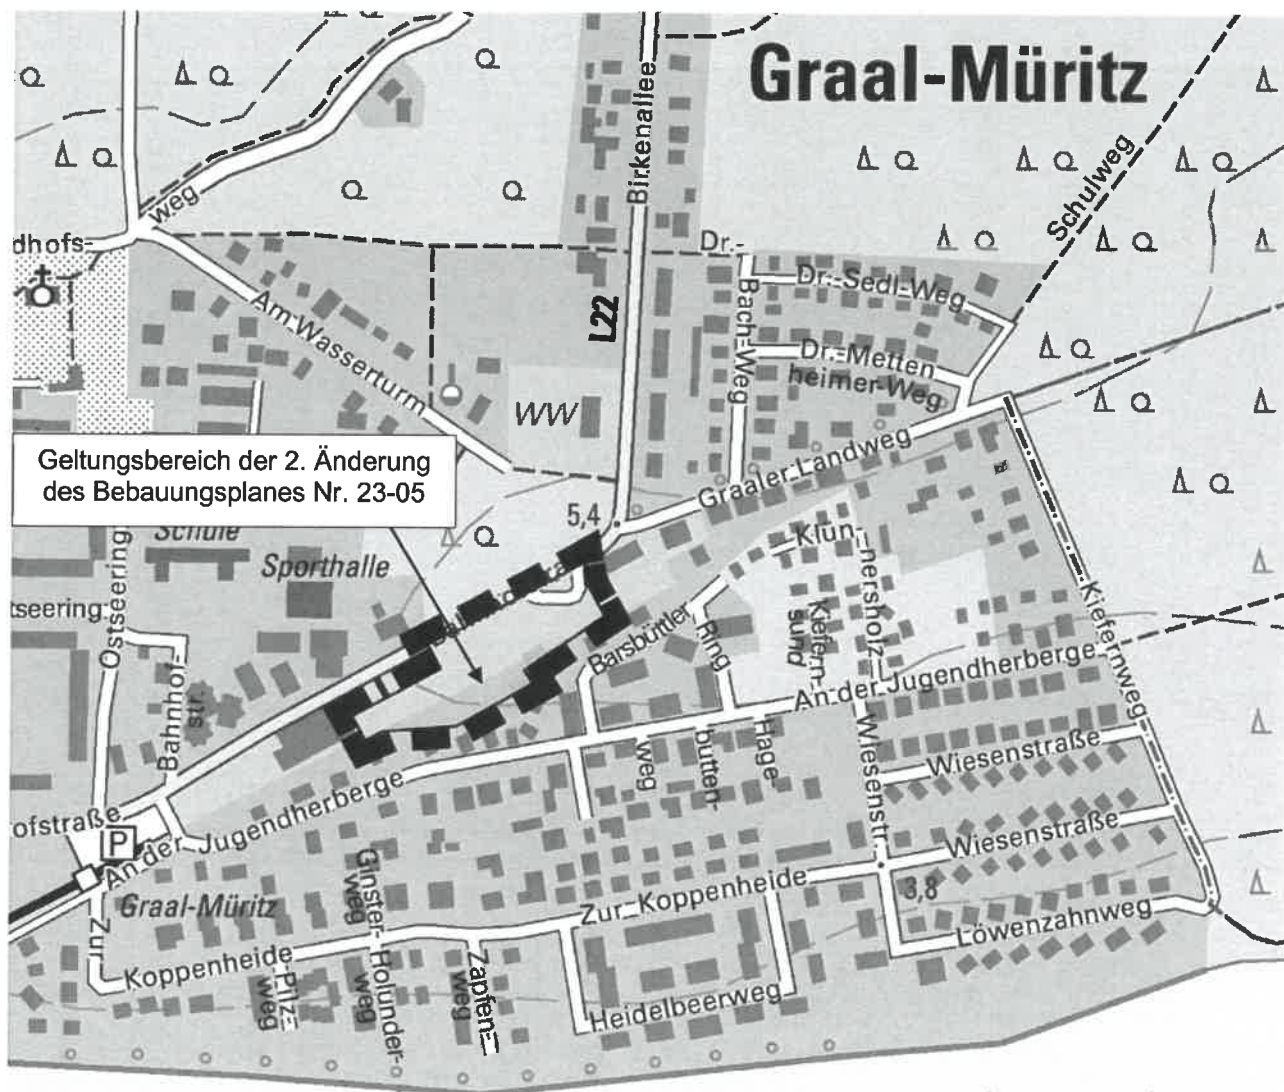 Graal-Müritz
Birkenallee
Schulweg
weg
dhofs-
Dr.-
Dr.-Sedl-Weg
Bach-Weg
Am Wasserturm
L22
Dr.-Metten
heimer-Weg
WW
Geltungsbereich der 2. Änderung
des Bebauungsplanes Nr. 23-05
Graaler Landweg
5,4
Schule
Sporthalle
Ostseering
tseering
Klün
nersholz
Kiefern-
sund
Kiefernweg
Barsbüttler
Ring
An der Jugendherberge
Bahnhof-
str.
Hage-
butten-
weg
Wiesenstr.
Wiesenstraße
Wiesenstraße
ofstraße
P
An der Jugendherberge
Graal-Müritz
Ginster-
weg
Zur Koppenheide
3,8
Löwenzahnweg
Zur
Koppenheide
Pilz-
weg
Holunder-
weg
Zapfen-
weg
Heidelbeerweg